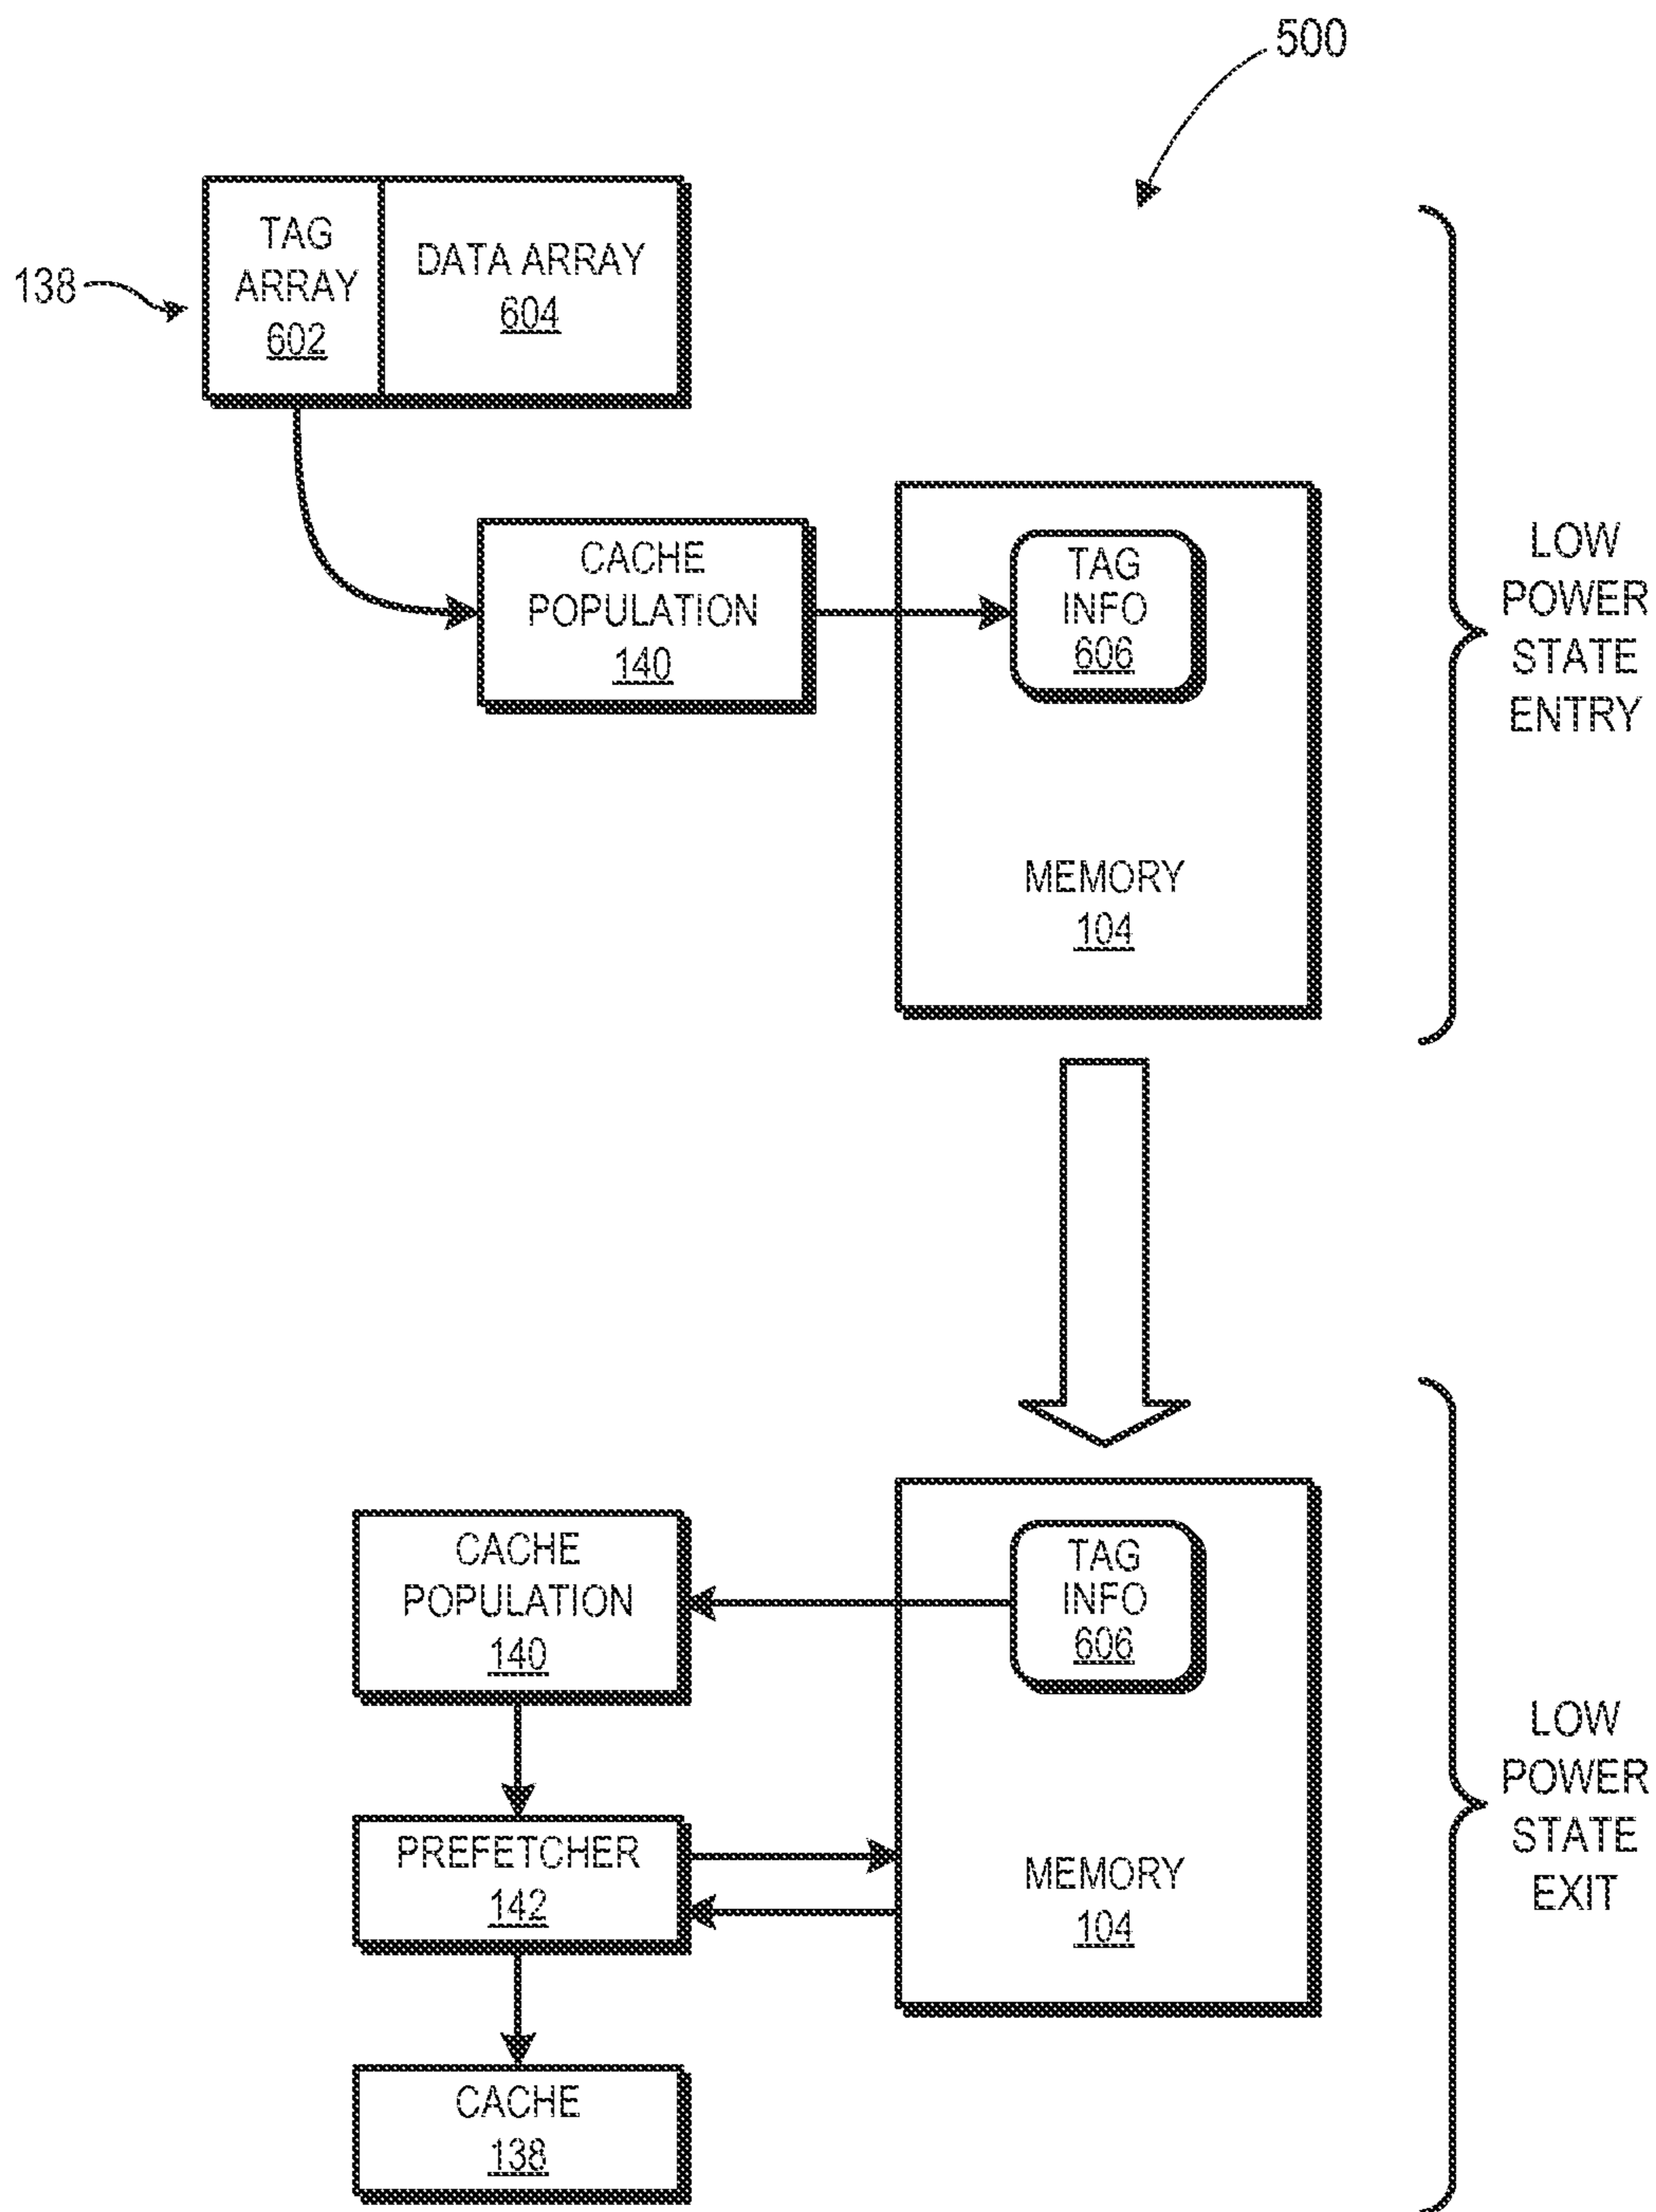 500
138
TAG
ARRAY
602
DATA ARRAY
604
CACHE
POPULATION
140
TAG
INFO
606
MEMORY
104
LOW
POWER
STATE
ENTRY
CACHE
POPULATION
140
TAG
INFO
606
PREFETCHER
142
MEMORY
104
CACHE
138
LOW
POWER
STATE
EXIT